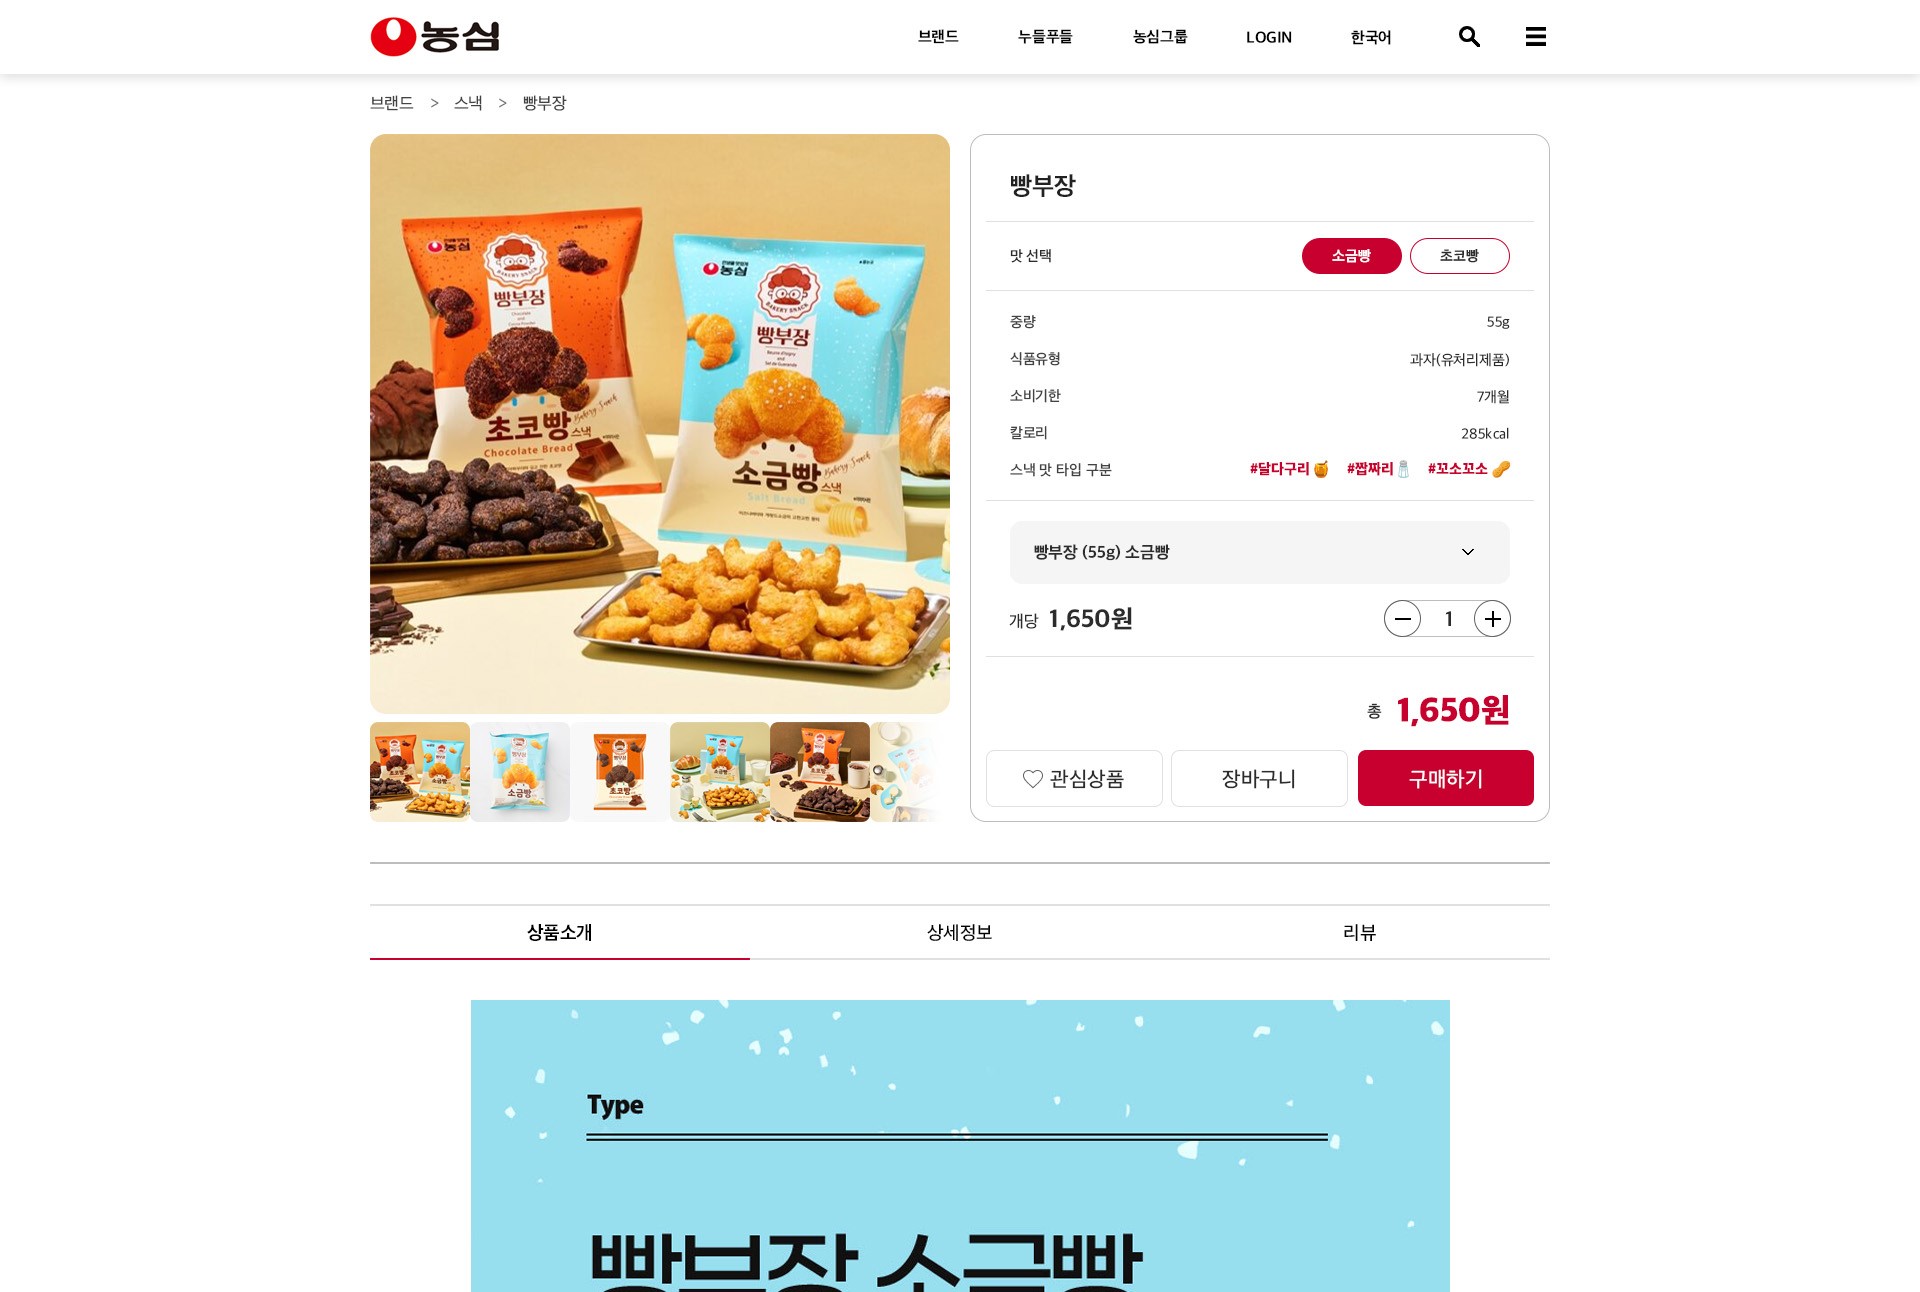 농심
브랜드
누들푸들
농심그룹
LOGIN
한국어
브랜드 > 스낵 > 빵부장
농심
BAKERY SNACK
빵부장
Chocolate
and
초코빵 스낵
Bakery Snack
Chocolate Bread
농심
BAKERY SNACK
빵부장
and
소금빵 스낵
Bakery Snack
Salt Bread
빵부장
맛 선택
소금빵
초코빵
중량
55g
식품유형
과자(유처리제품)
소비기한
7개월
칼로리
285kcal
스낵 맛 타입 구분
#달다구리 #짭짜리 #꼬소꼬소
빵부장 (55g) 소금빵
개당 1,650원
1
총 1,650원
관심상품
장바구니
구매하기
상품소개
상세정보
리뷰
Type
빵부장 소금빵